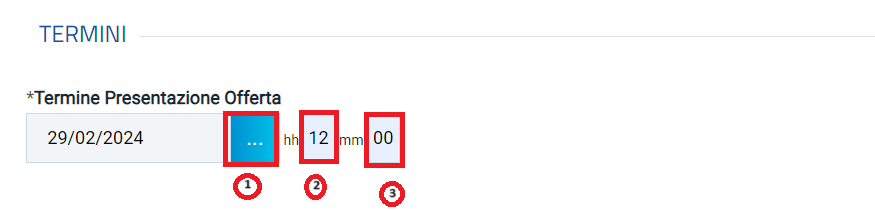 TERMINI
*Termine Presentazione Offerta
29/02/2024 ... hh 12 mm 00
1 2 3